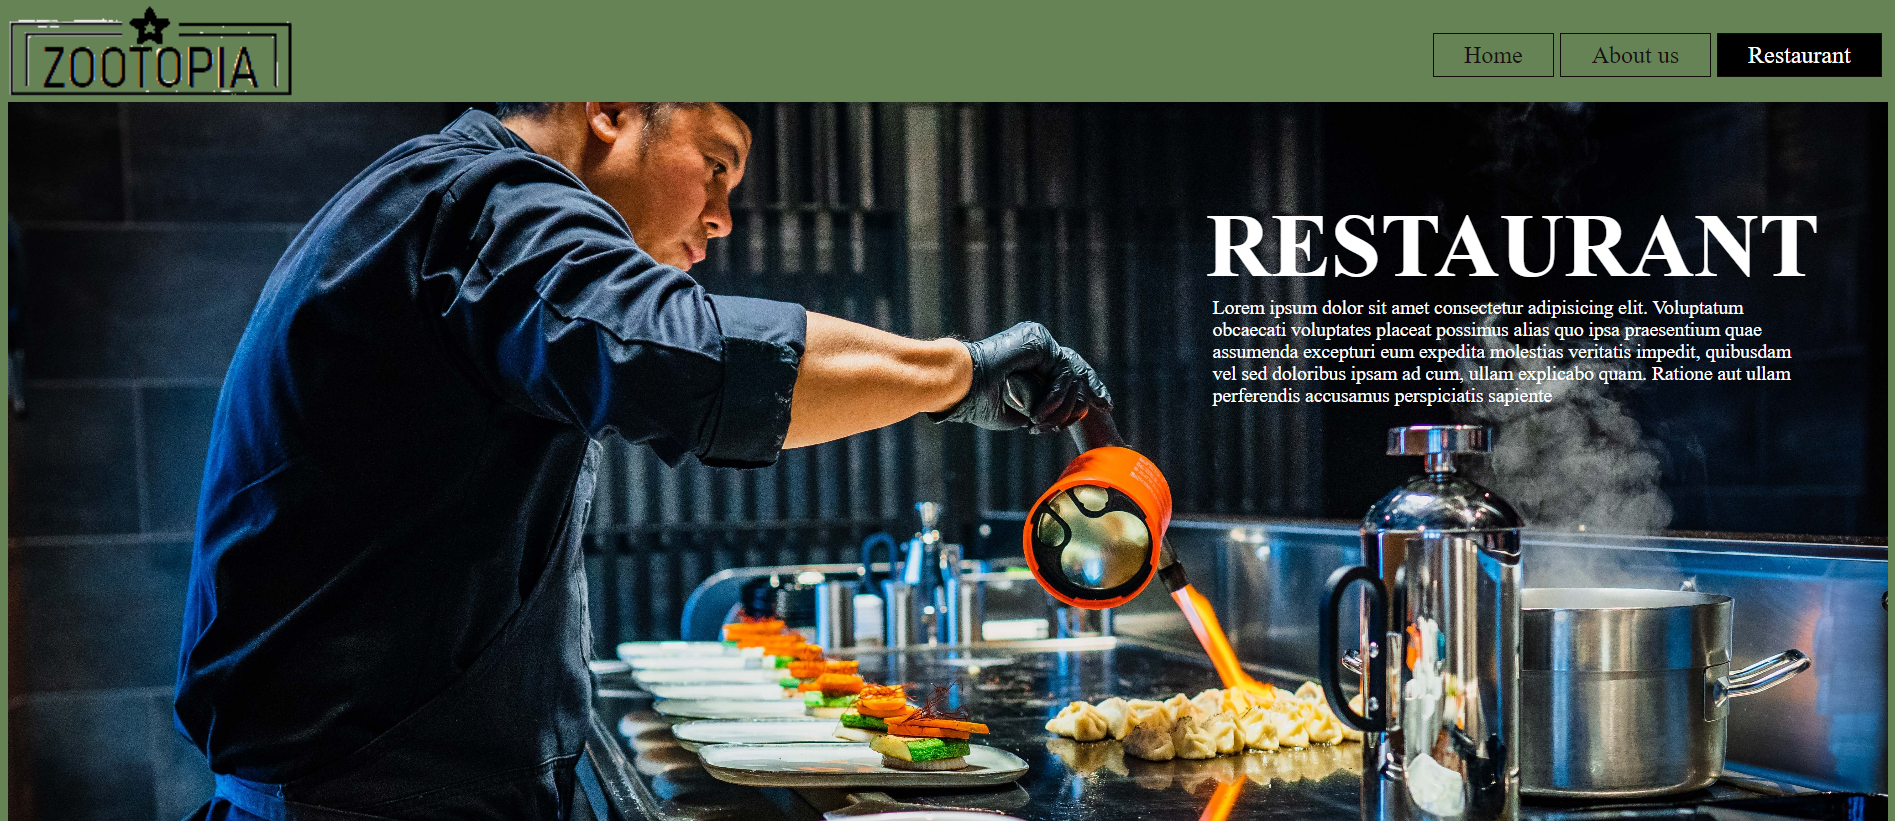 ZOOTOPIA
Home
About us
Restaurant
RESTAURANT
Lorem ipsum dolor sit amet consectetur adipisicing elit. Voluptatum
obcaecati voluptates placeat possimus alias quo ipsa praesentium quae
assumenda excepturi eum expedita molestias veritatis impedit, quibusdam
vel sed doloribus ipsam ad cum, ullam explicabo quam. Ratione aut ullam
perferendis accusamus perspiciatis sapiente